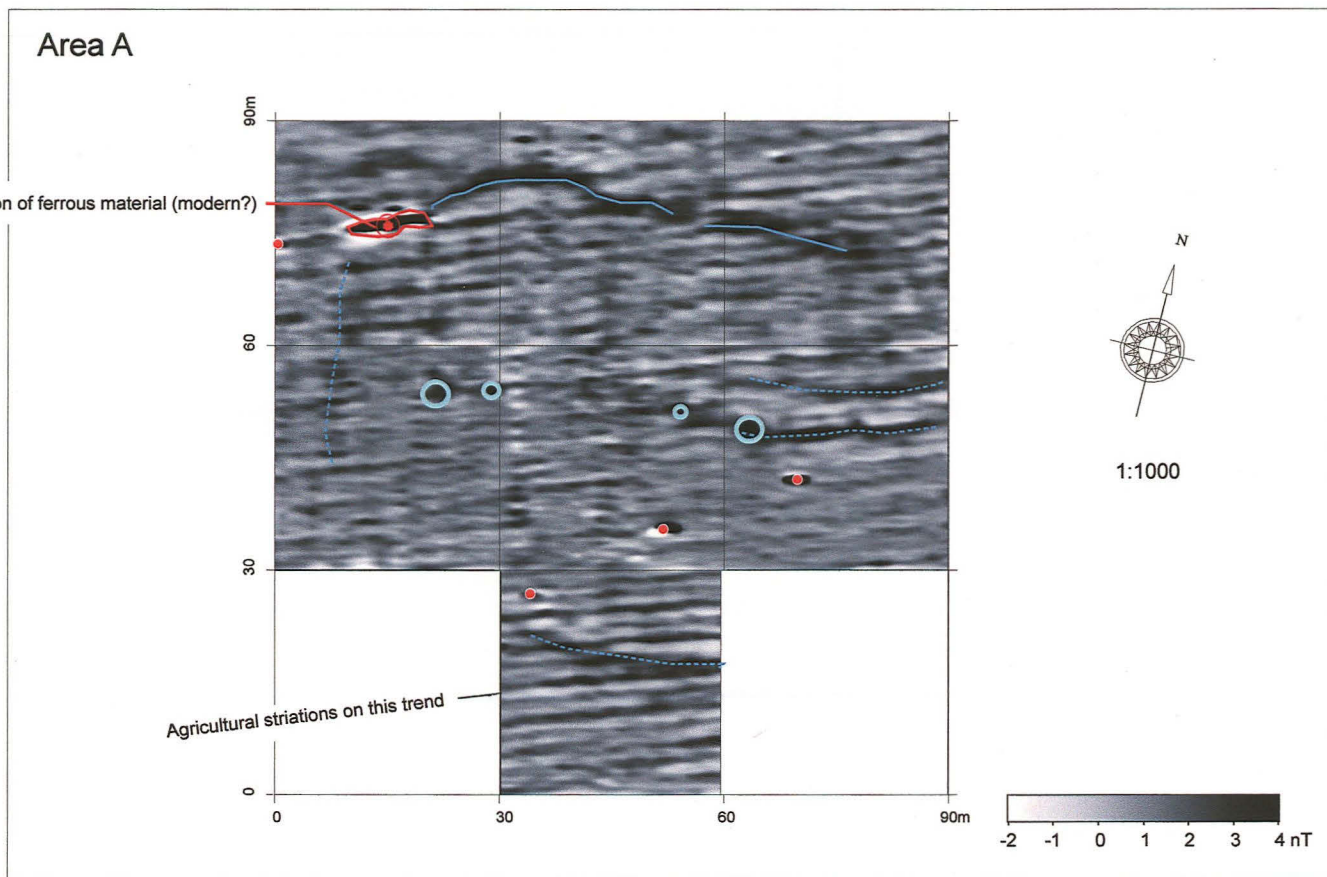 Area A
90m
on of ferrous material (modern?)
N
60
1:1000
30
Agricultural striations on this trend
0
0
30
60
90m
-2 -1 0 1 2 3 4 nT